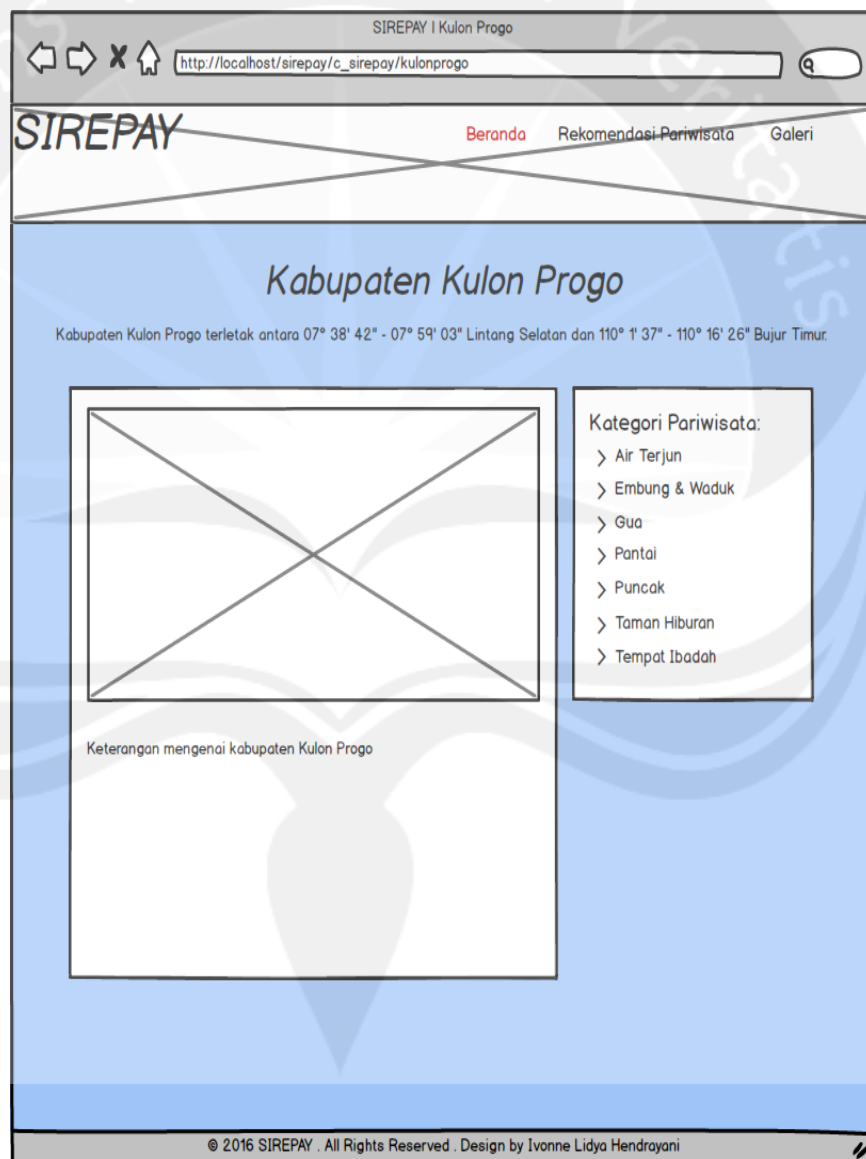 SIREPAY | Kulon Progo
http://localhost/sirepay/c_sirepay/kulonprogo
SIREPAY
Beranda Rekomendasi Pariwisata Galeri
Kabupaten Kulon Progo
Kabupaten Kulon Progo terletak antara 07° 38' 42" - 07° 59' 03" Lintang Selatan dan 110° 1' 37" - 110° 16' 26" Bujur Timur.
Kategori Pariwisata:
Air Terjun
Embung & Waduk
Gua
Pantai
Puncak
Taman Hiburan
Tempat Ibadah
Keterangan mengenai kabupaten Kulon Progo
© 2016 SIREPAY . All Rights Reserved . Design by Ivonne Lidya Hendrayani